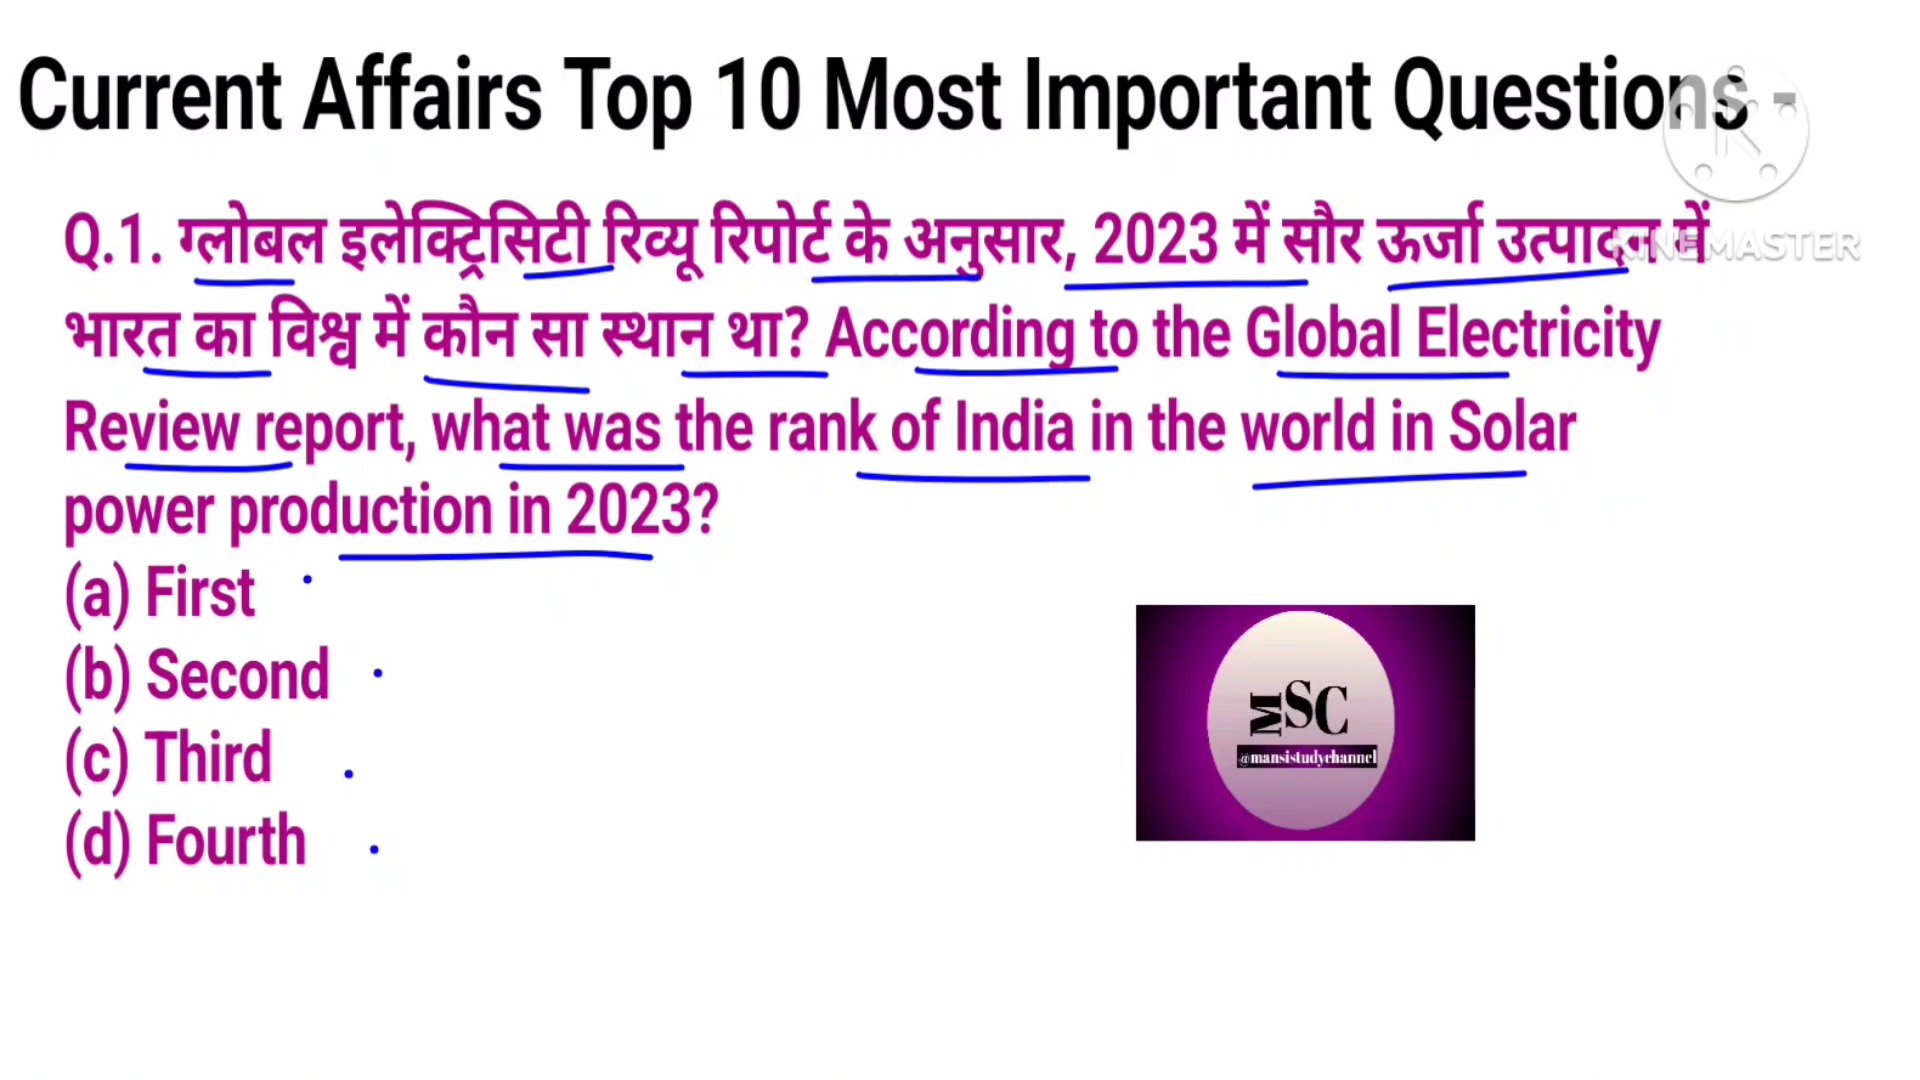 Current Affairs Top 10 Most Important Questions -
Q.1. ग्लोबल इलेक्ट्रिसिटी रिव्यू रिपोर्ट के अनुसार, 2023 में सौर ऊर्जा उत्पादन में
KINEMASTER
भारत का विश्व में कौन सा स्थान था? According to the Global Electricity
Review report, what was the rank of India in the world in Solar
power production in 2023?
(a) First
(b) Second
(c) Third
(d) Fourth
MSC
@mansistudychannel